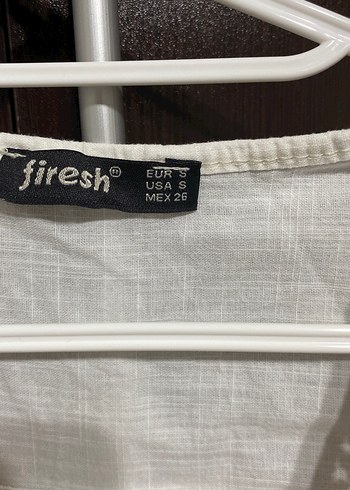 firesh®
EUR S
USA S
MEX 26